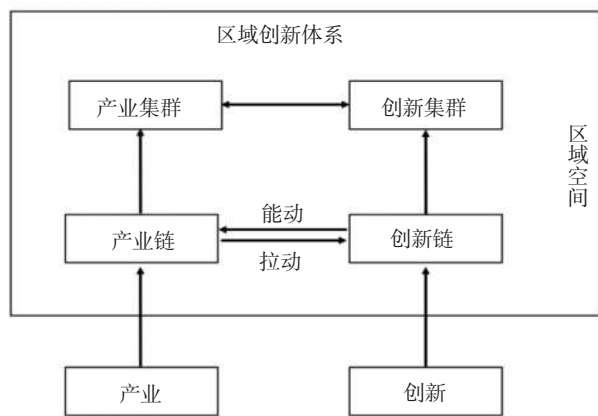 区域创新体系
产业集群
创新集群
区域空间
能动
产业链
创新链
拉动
产业
创新